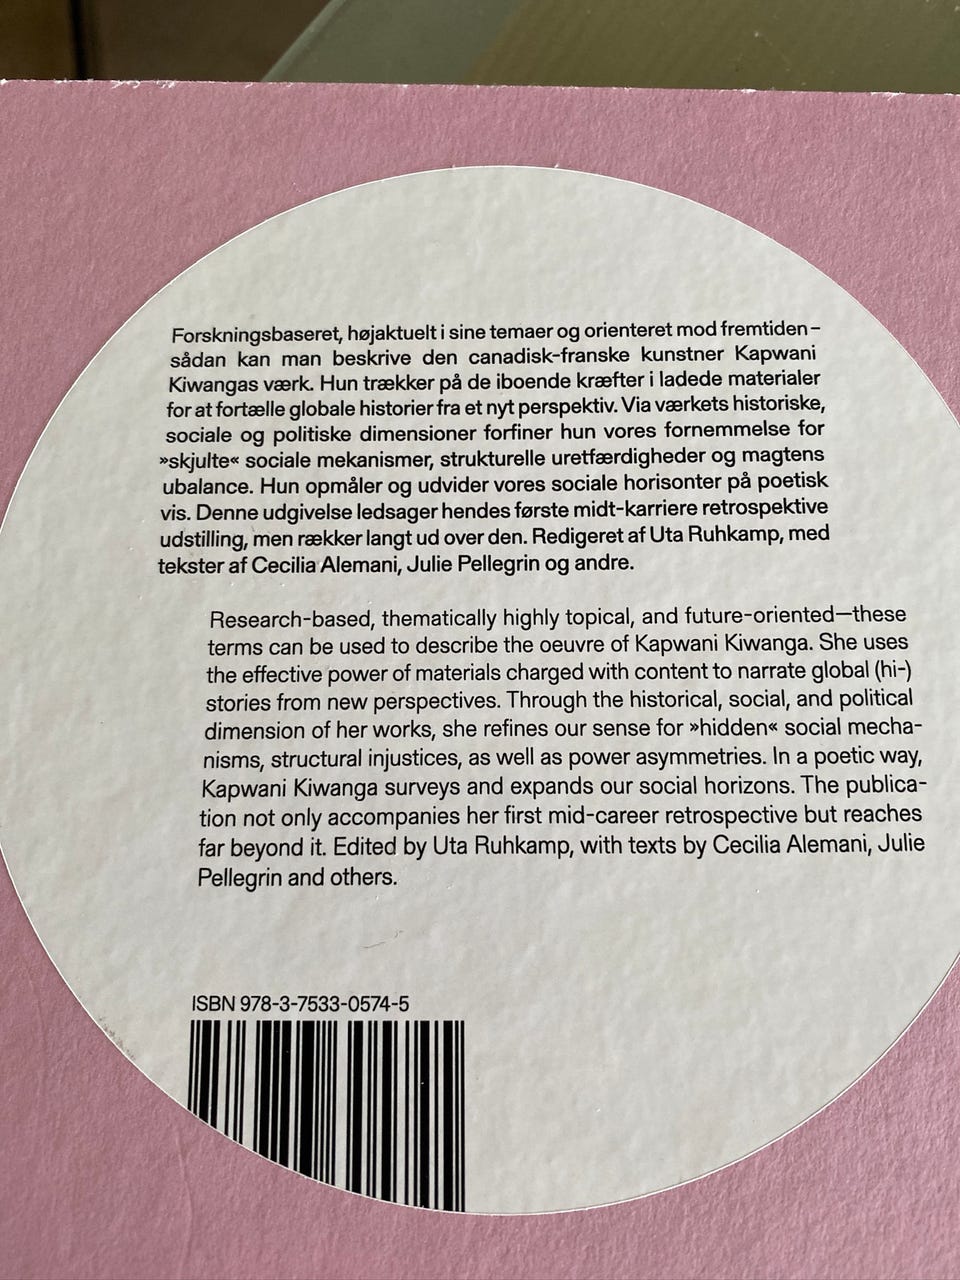 Forskningsbaseret, højaktuelt i sine temaer og orienteret mod fremtiden–
sådan kan man beskrive den canadisk-franske kunstner Kapwani
Kiwangas værk. Hun trækker på de iboende kræfter i ladede materialer
for at fortælle globale historier fra et nyt perspektiv. Via værkets historiske,
sociale og politiske dimensioner forfiner hun vores fornemmelse for
»skjulte« sociale mekanismer, strukturelle uretfærdigheder og magtens
ubalance. Hun opmåler og udvider vores sociale horisonter på poetisk
vis. Denne udgivelse ledsager hendes første midt-karriere retrospektive
udstilling, men rækker langt ud over den. Redigeret af Uta Ruhkamp, med
tekster af Cecilia Alemani, Julie Pellegrin og andre.
Research-based, thematically highly topical, and future-oriented—these
terms can be used to describe the oeuvre of Kapwani Kiwanga. She uses
the effective power of materials charged with content to narrate global (hi-)
stories from new perspectives. Through the historical, social, and political
dimension of her works, she refines our sense for »hidden« social mecha-
nisms, structural injustices, as well as power asymmetries. In a poetic way,
Kapwani Kiwanga surveys and expands our social horizons. The publica-
tion not only accompanies her first mid-career retrospective but reaches
far beyond it. Edited by Uta Ruhkamp, with texts by Cecilia Alemani, Julie
Pellegrin and others.
ISBN 978-3-7533-0574-5